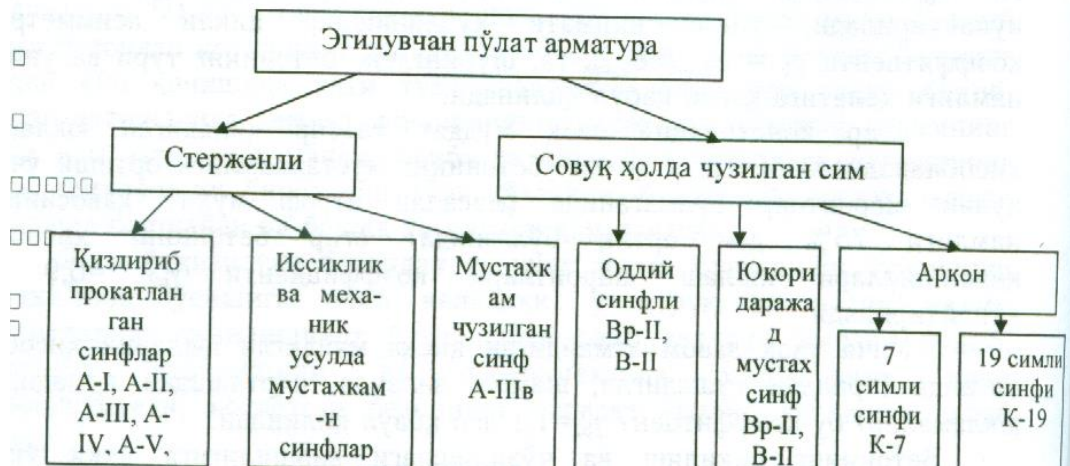 Эгилувчан пўлат арматура
Стерженли
Совуқ ҳолда чузилган сим
Қиздириб
прокатлан
ган
синфлар
А-I, А-II,
А-III, А-
IV, А-V.
Иссиклик
ва меха-
ник
усулда
мустахкам
-н
синфлар
Мустахк
ам
чузилган
синф
А-IIIв
Оддий
синфли
Вр-II,
В-II
Юкори
даража
д
мустах
синф
Вр-II,
В-II
Арқон
7
симли
синфи
К-7
19 симли
синфи
К-19